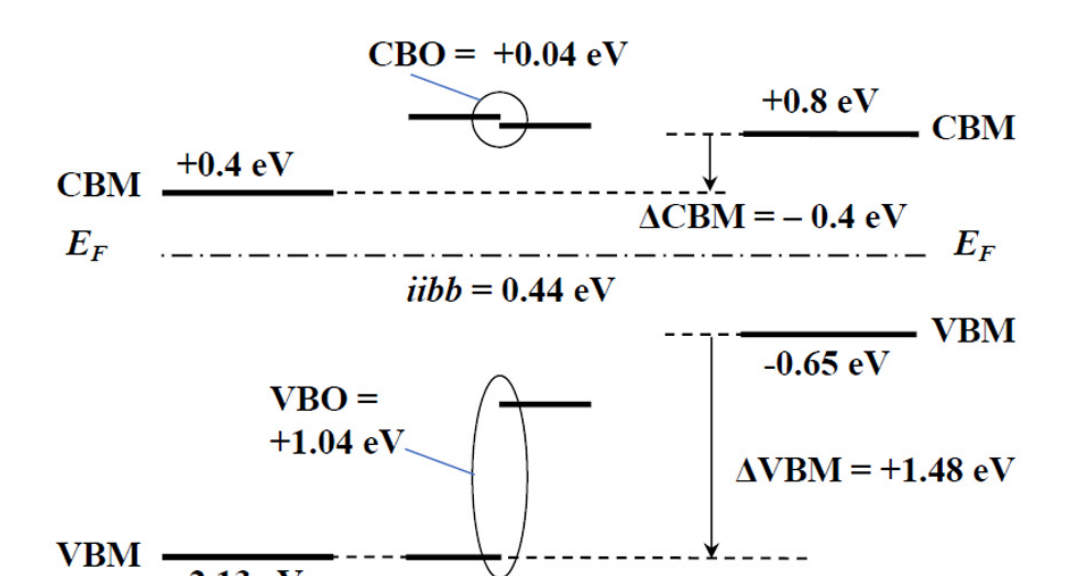 CBO = +0.04 eV
+0.8 eV
CBM
+0.4 eV
CBM
ΔCBM = – 0.4 eV
E_F
E_F
iibb = 0.44 eV
VBM
-0.65 eV
VBO =
+1.04 eV
ΔVBM = +1.48 eV
VBM